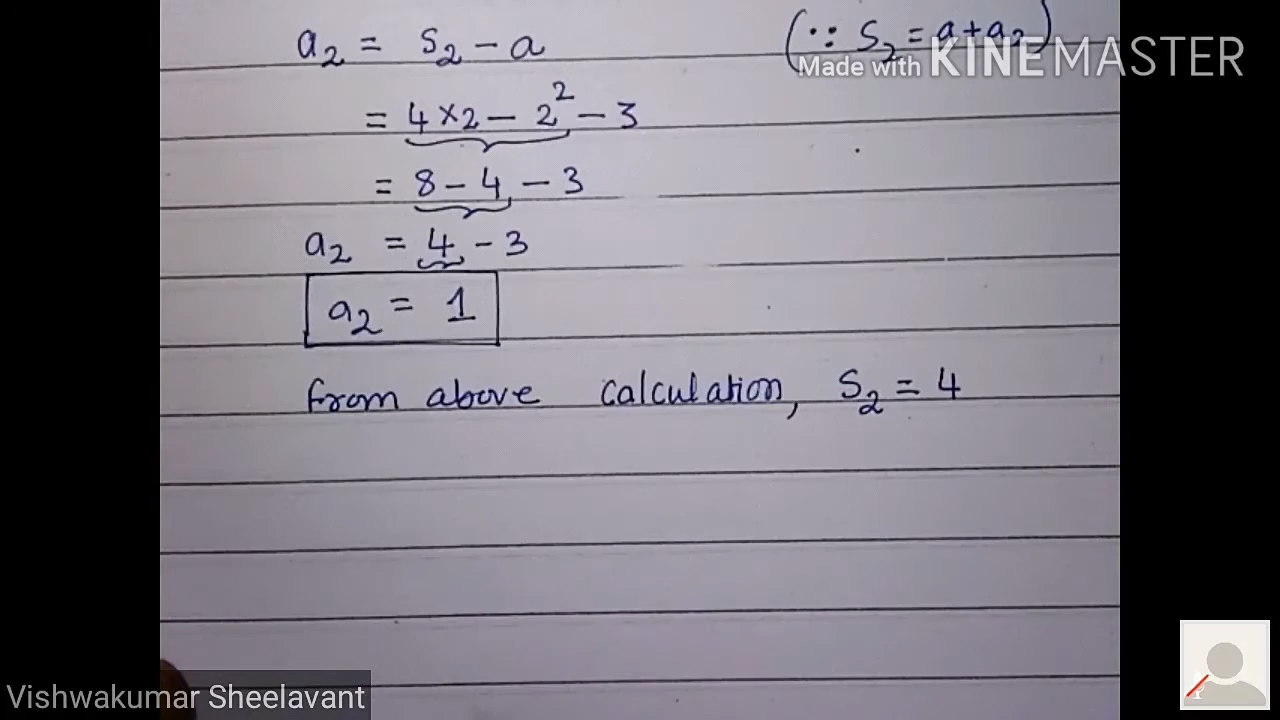 a₂ = S₂ - a (∵ S₂ = a + a₂)
Made with KINEMASTER
= 4 × 2 - 2² - 3
= 8 - 4 - 3
a₂ = 4 - 3
a₂ = 1
from above calculation, S₂ = 4
Vishwakumar Sheelavant